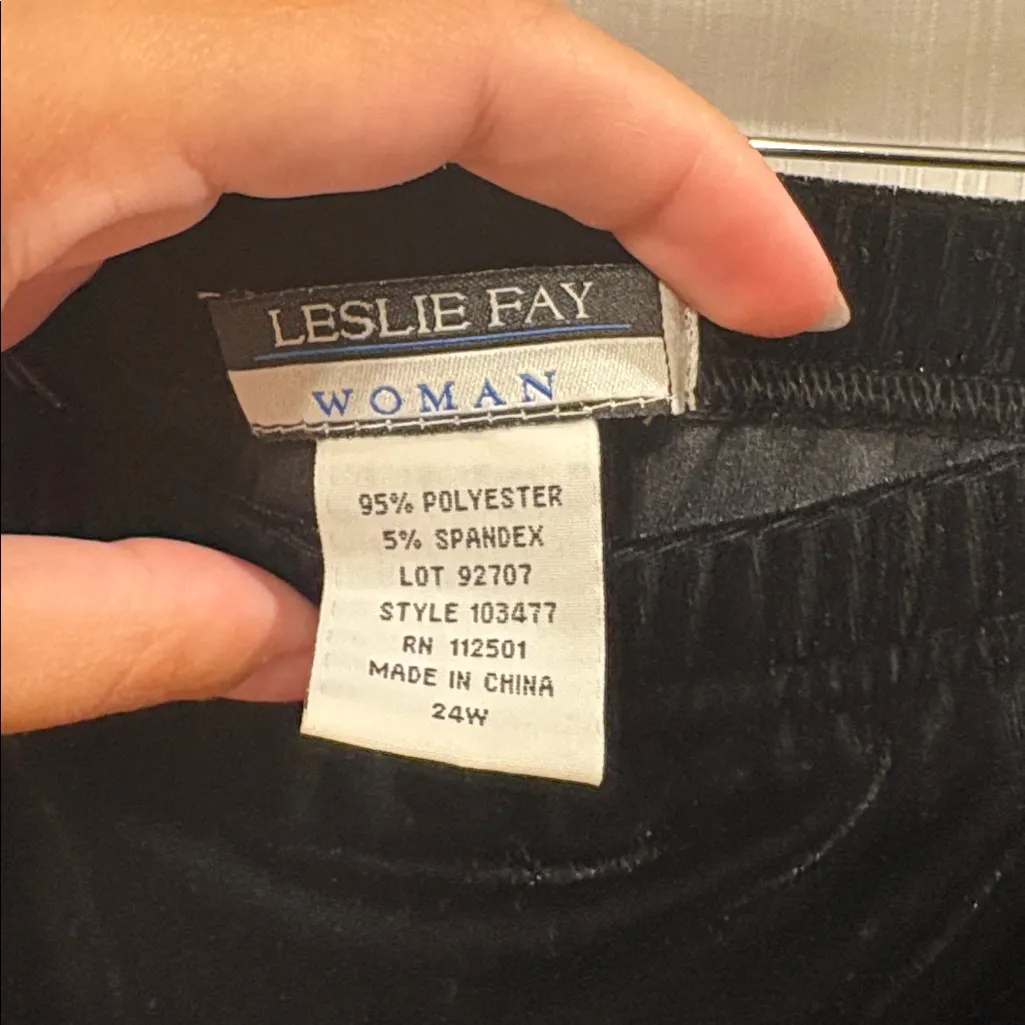 LESLIE FAY
WOMAN
95% POLYESTER
5% SPANDEX
LOT 92707
STYLE 103477
RN 112501
MADE IN CHINA
24W